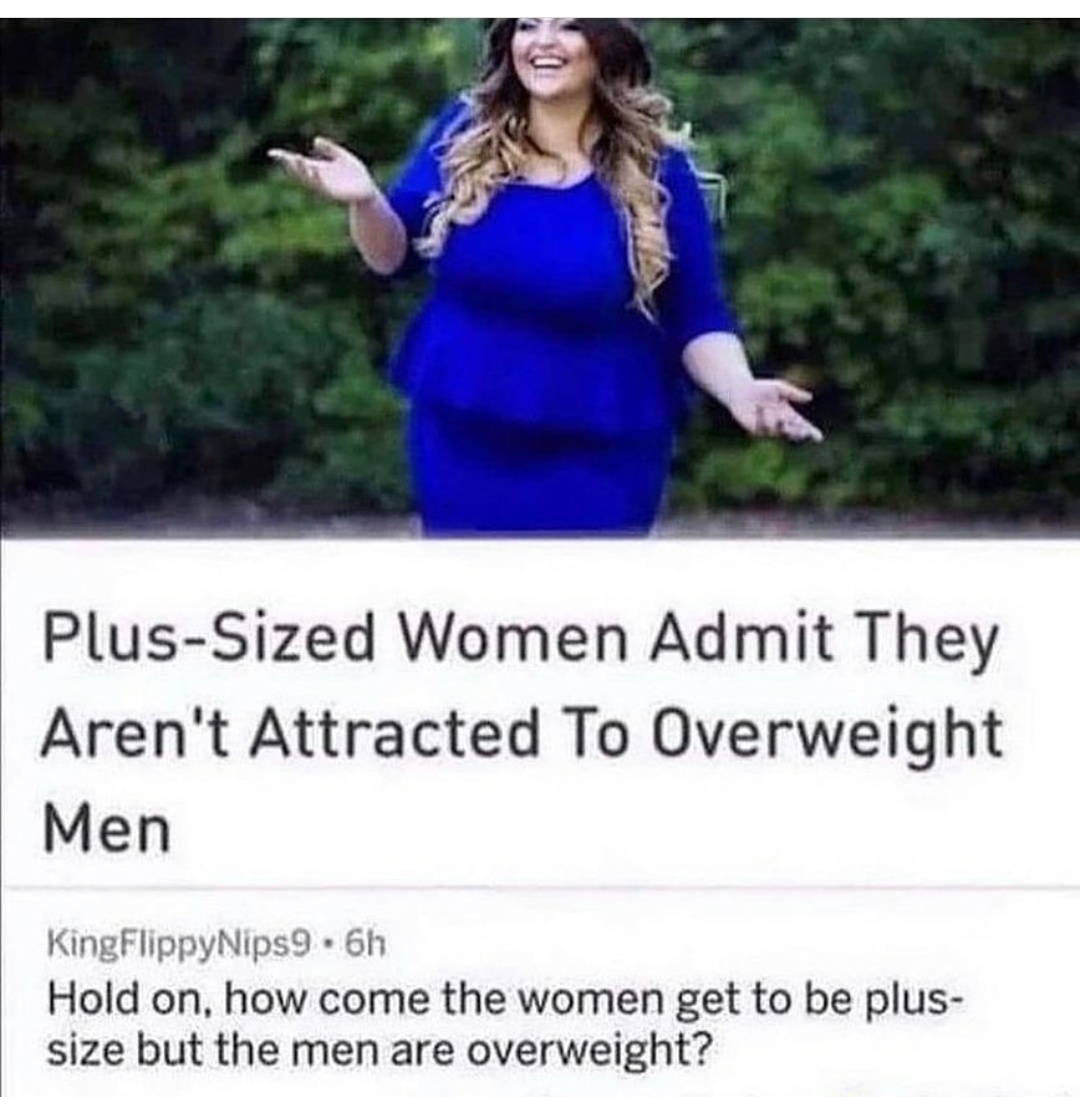 Plus-Sized Women Admit They
Aren't Attracted To Overweight
Men
KingFlippyNips9 • 6h
Hold on, how come the women get to be plus-
size but the men are overweight?